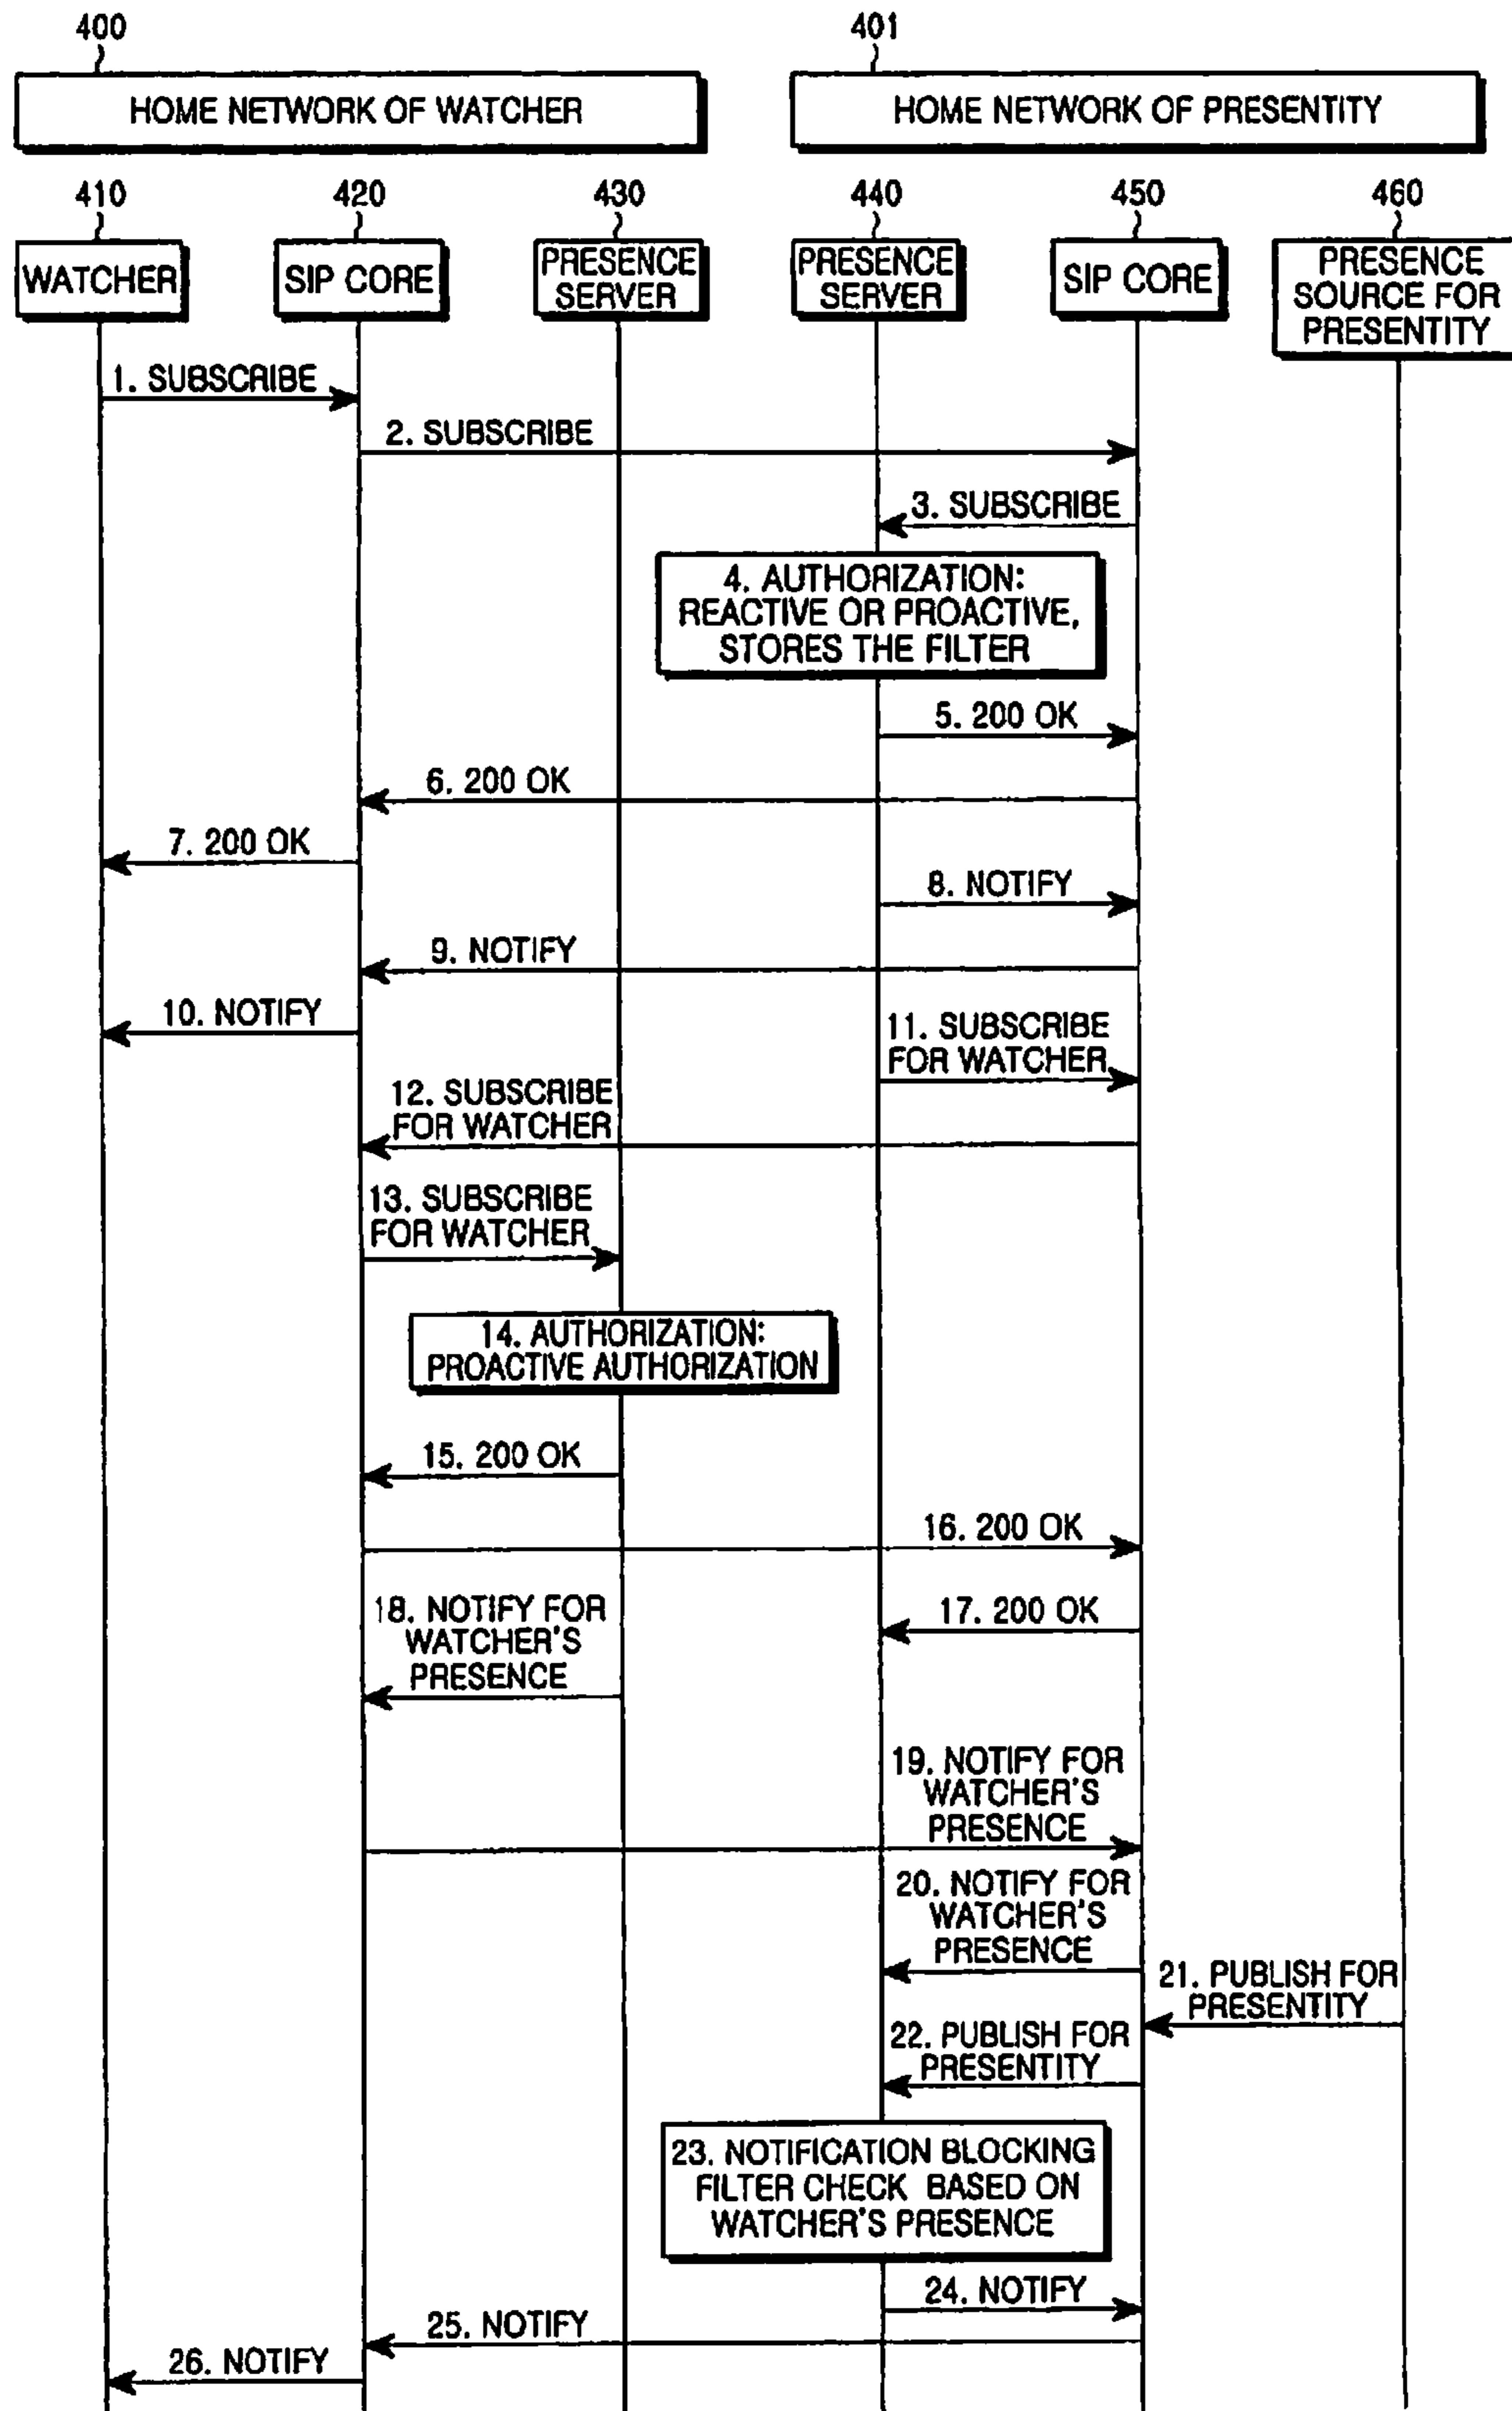 400
401
HOME NETWORK OF WATCHER
HOME NETWORK OF PRESENTITY
410
420
430
440
450
460
WATCHER
SIP CORE
PRESENCE
SERVER
PRESENCE
SERVER
SIP CORE
PRESENCE
SOURCE FOR
PRESENTITY
1. SUBSCRIBE
2. SUBSCRIBE
3. SUBSCRIBE
4. AUTHORIZATION:
REACTIVE OR PROACTIVE,
STORES THE FILTER
5. 200 OK
6. 200 OK
7. 200 OK
8. NOTIFY
9. NOTIFY
10. NOTIFY
11. SUBSCRIBE
FOR WATCHER
12. SUBSCRIBE
FOR WATCHER
13. SUBSCRIBE
FOR WATCHER
14. AUTHORIZATION:
PROACTIVE AUTHORIZATION
15. 200 OK
16. 200 OK
17. 200 OK
18. NOTIFY FOR
WATCHER'S
PRESENCE
19. NOTIFY FOR
WATCHER'S
PRESENCE
20. NOTIFY FOR
WATCHER'S
PRESENCE
21. PUBLISH FOR
PRESENTITY
22. PUBLISH FOR
PRESENTITY
23. NOTIFICATION BLOCKING
FILTER CHECK BASED ON
WATCHER'S PRESENCE
24. NOTIFY
25. NOTIFY
26. NOTIFY